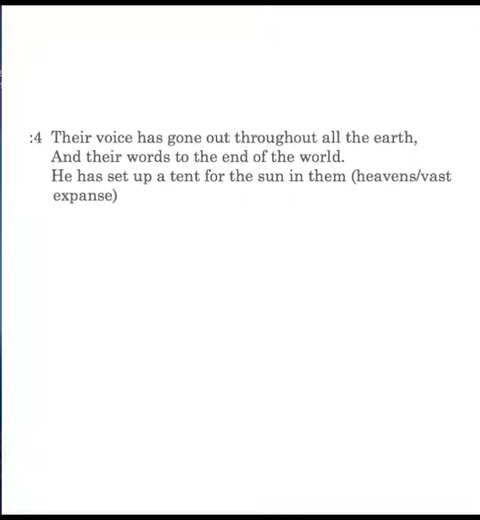 :4 Their voice has gone out throughout all the earth,
And their words to the end of the world.
He has set up a tent for the sun in them (heavens/vast
expanse)